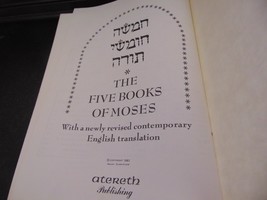 חמשה
חומשי
תורה
*
THE
FIVE BOOKS
OF MOSES
With a newly revised contemporary
English translation
atereth
Publishing